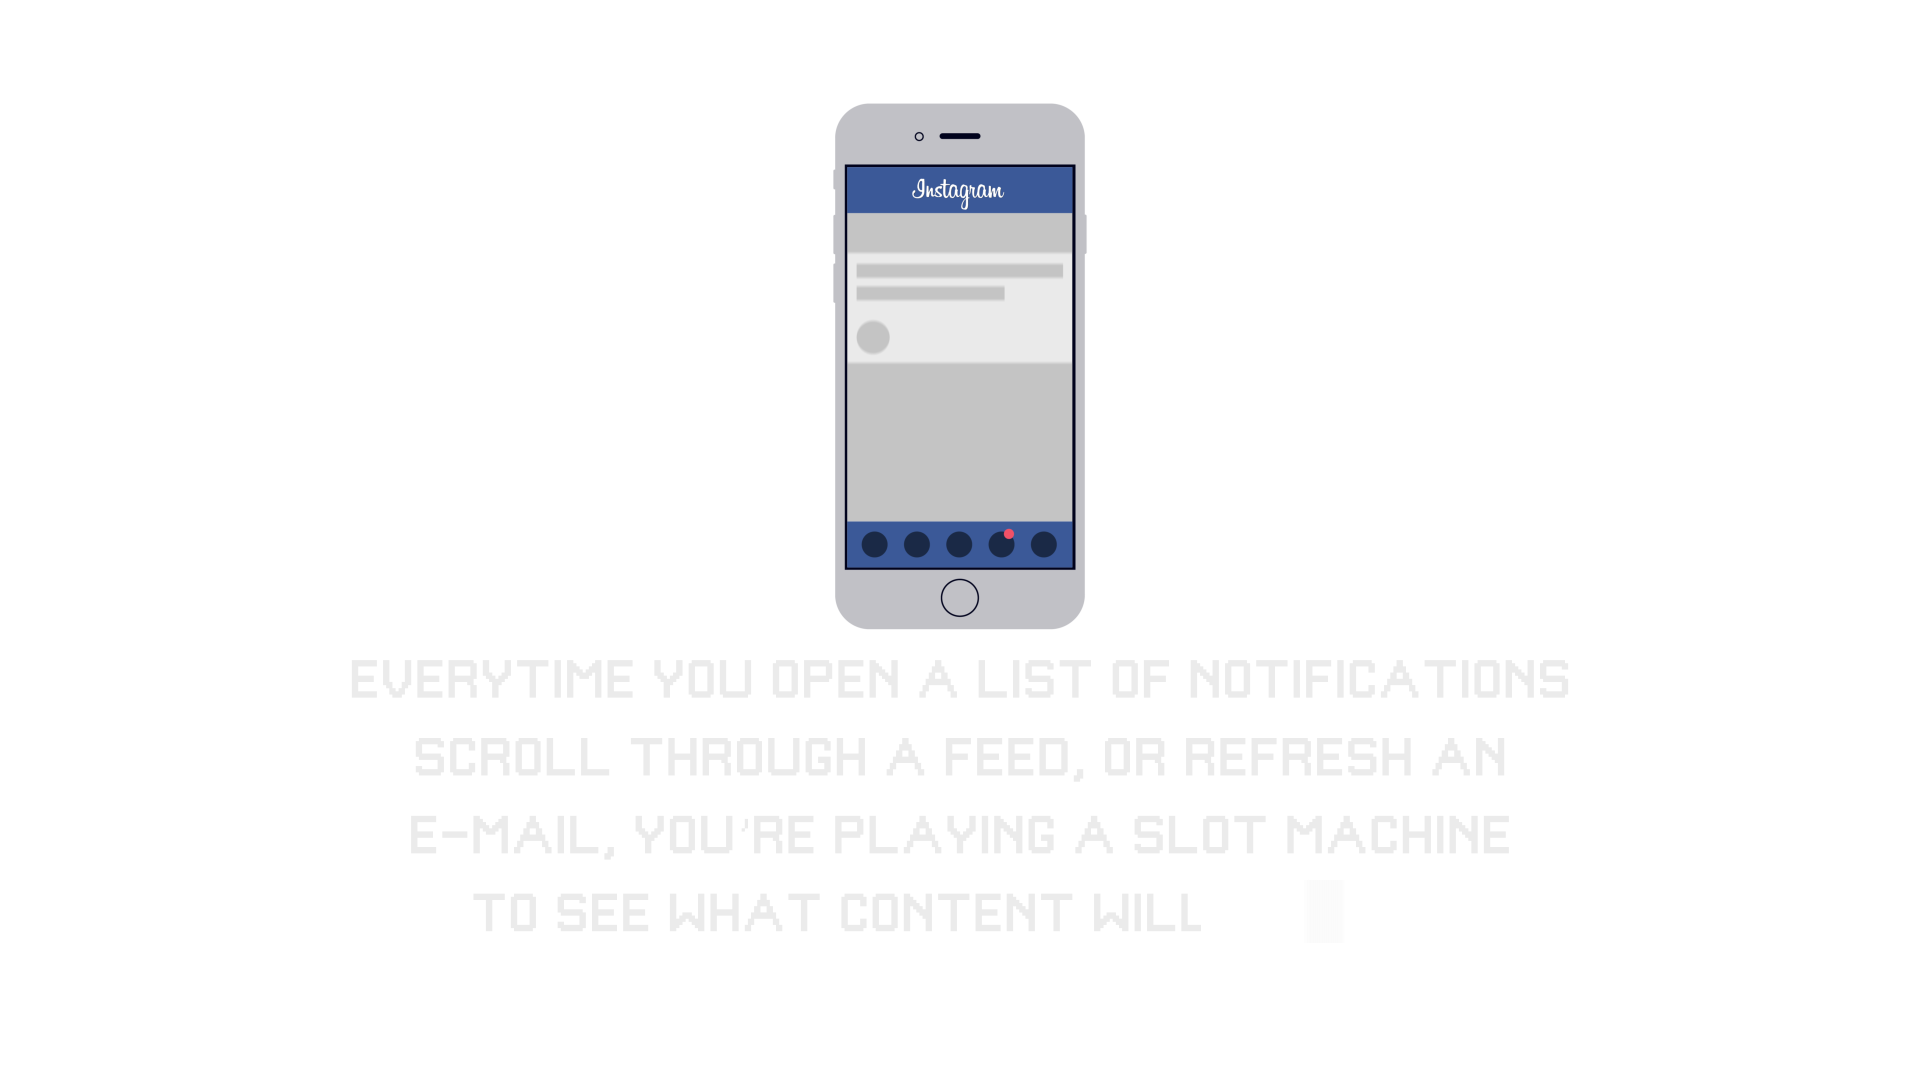 Instagram
EVERYTIME YOU OPEN A LIST OF NOTIFICATIONS
SCROLL THROUGH A FEED, OR REFRESH AN
E-MAIL, YOU'RE PLAYING A SLOT MACHINE
TO SEE WHAT CONTENT WILL